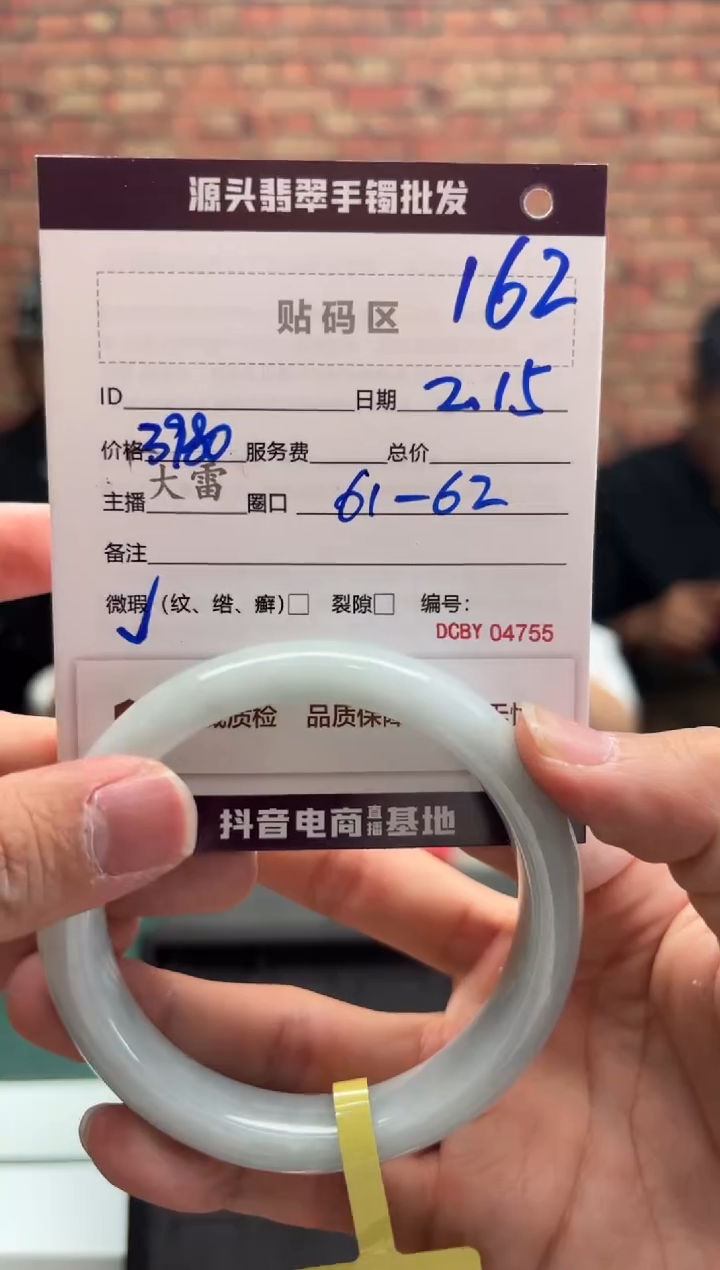 源头翡翠手镯批发
162
贴码区
ID 日期 2.15
价格 3980 服务费 总价
主播 大雷 圈口 61-62
备注
微瑕 √ (纹、绺、癣)□ 裂隙□ 编号:
DCBY 04755
质检 品质保障
抖音电商直播基地